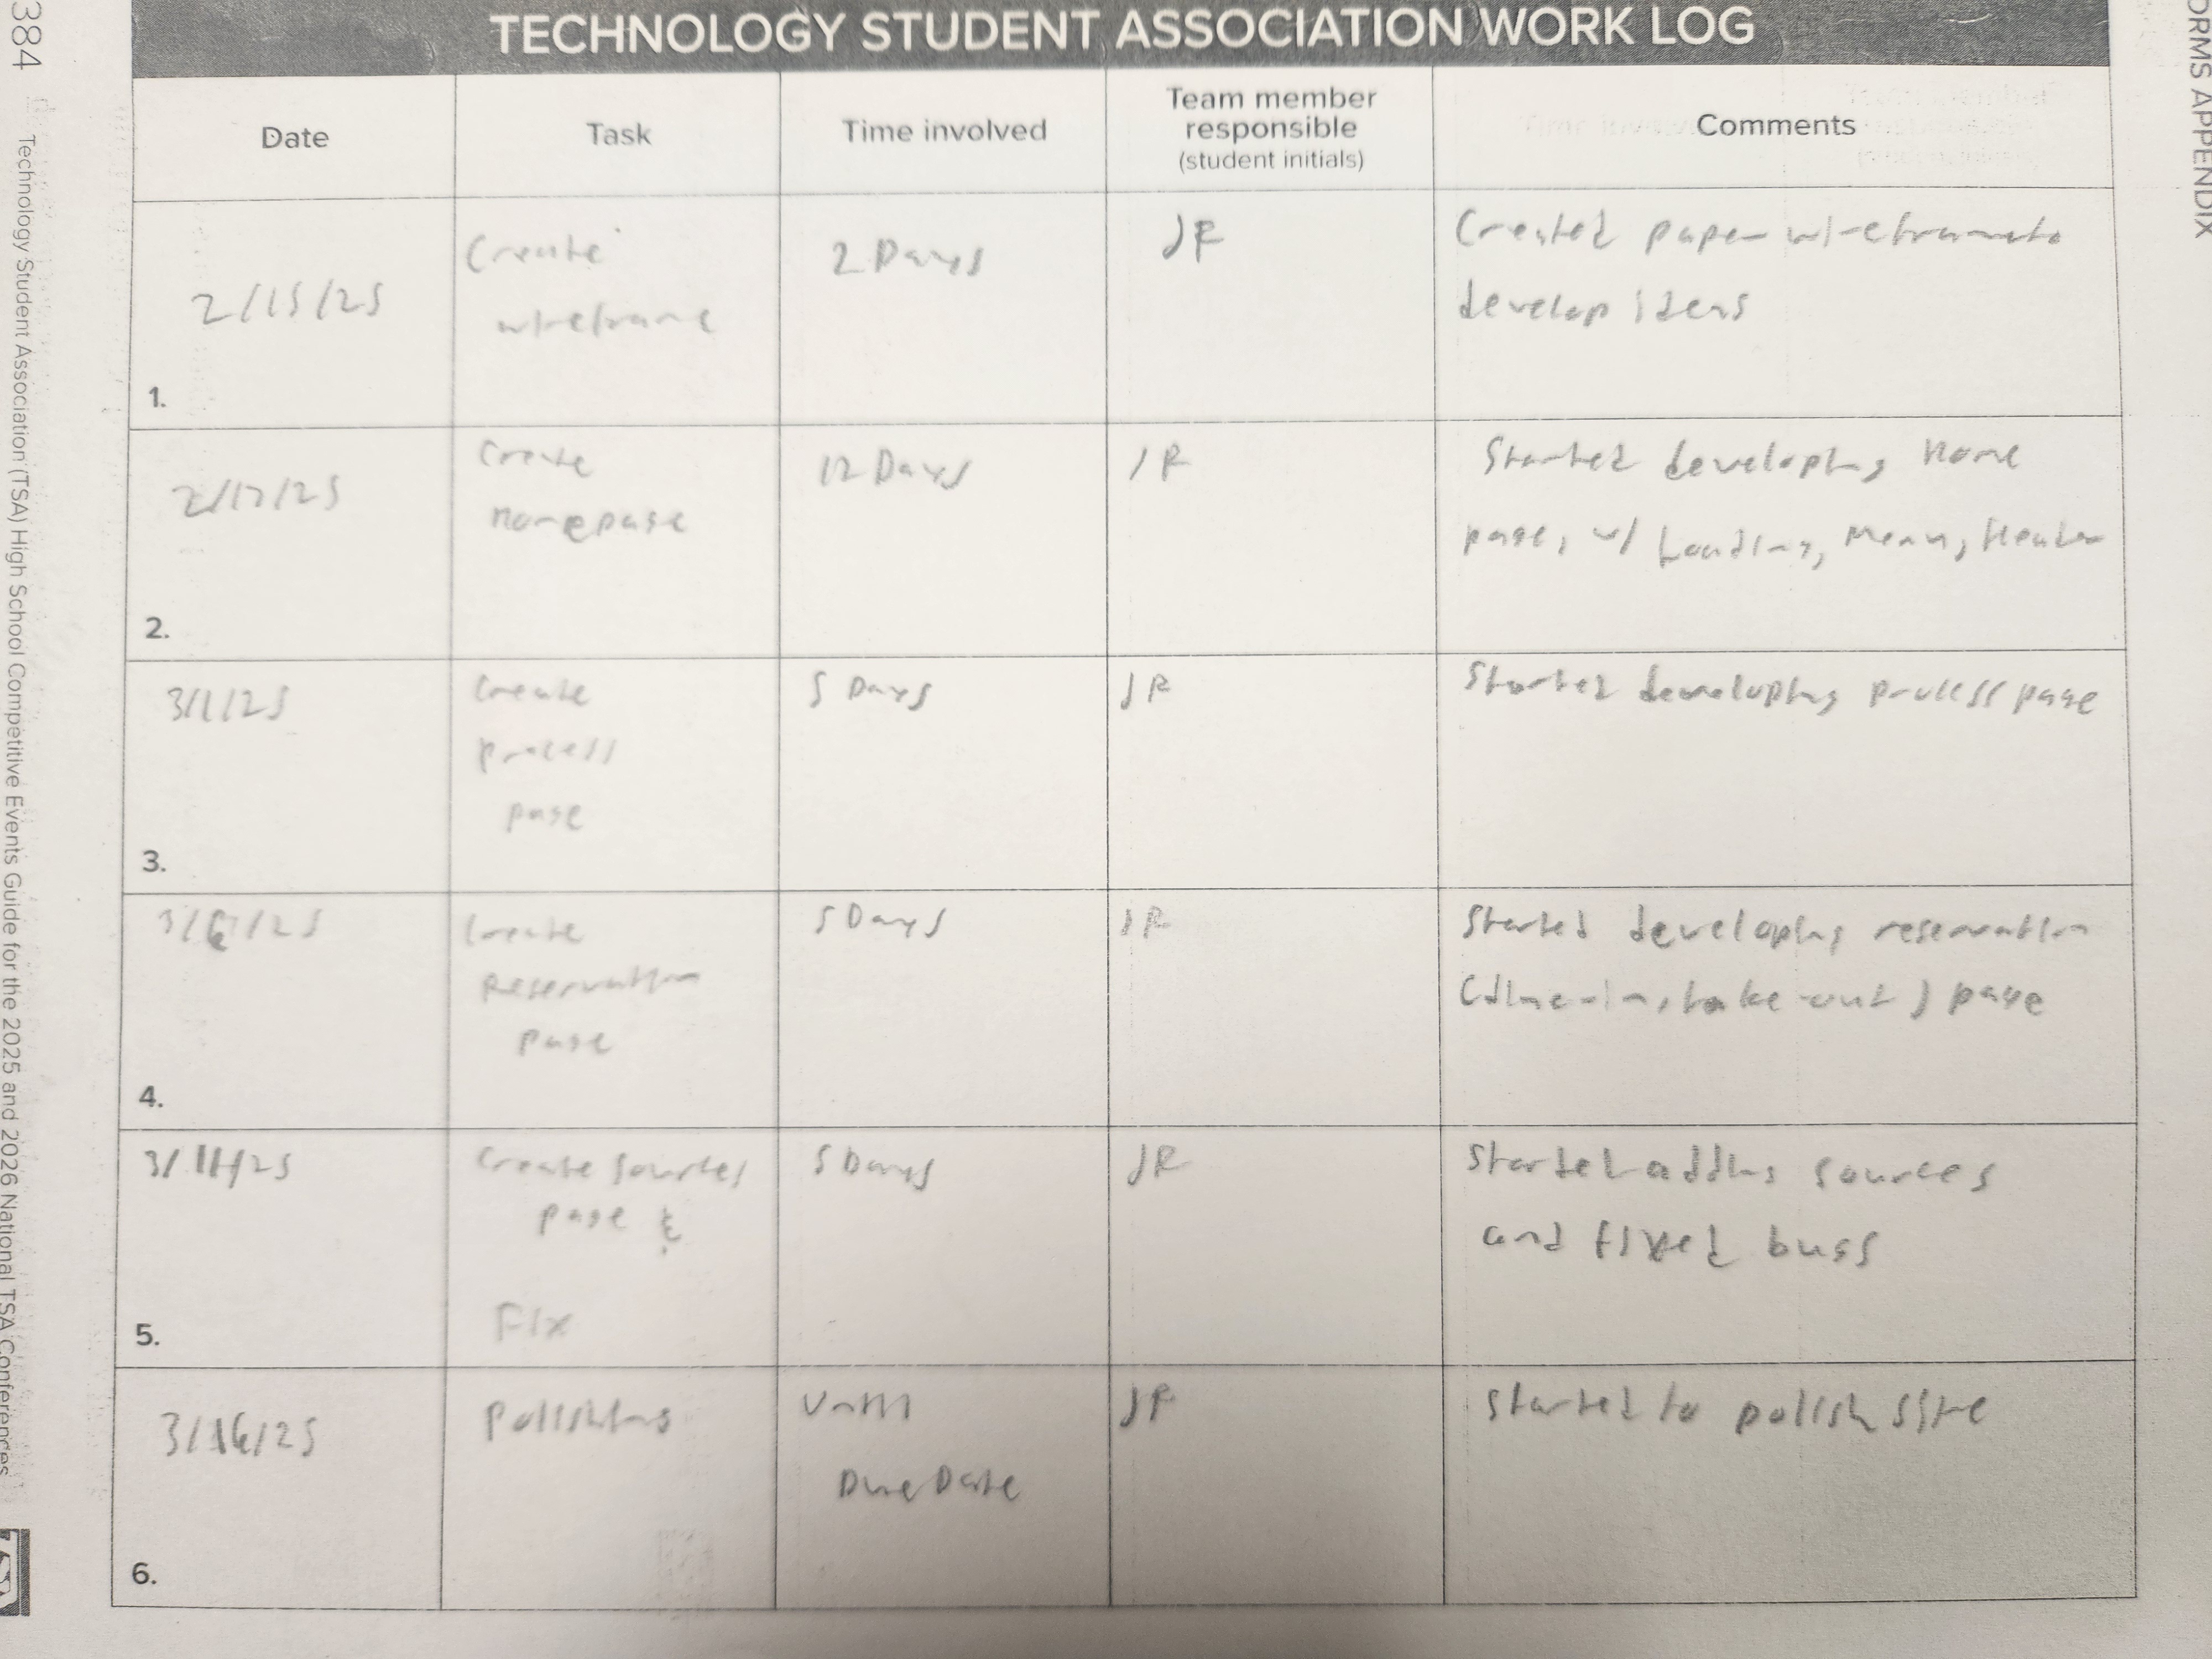 TECHNOLOGY STUDENT ASSOCIATION WORK LOG
Date
Task
Time involved
Team member
responsible
(student initials)
Comments
1.
2/15/25
Create
wireframe
2 Days
JR
Created paper wireframe to
develop ideas
2.
2/17/25
Create
Homepage
12 Days
JR
Started developing Home
page, w/ Loading, Menu, Header
3.
3/1/25
Create
process
page
5 Days
JR
Started developing process page
4.
3/6/25
Create
Reservation
page
5 Days
JR
Started developing reservation
(dine-in, take-out) page
5.
3/11/25
Create sources
page &
Fix
5 Days
JR
Started adding sources
and fixed bugs
6.
3/16/25
Polishing
Until
Due Date
JR
Started to polish site
384
Technology Student Association (TSA) High School Competitive Events Guide for the 2025 and 2026 National TSA Conferences
ORMS APPENDIX